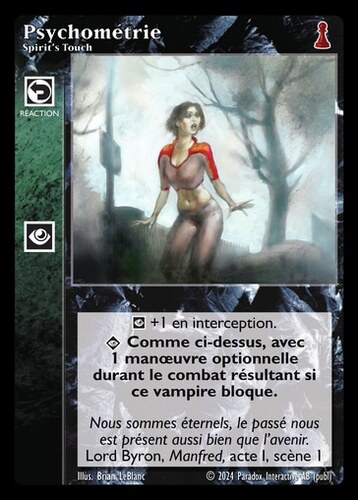 Psychométrie
Spirit's Touch
RÉACTION
+1 en interception.
Comme ci-dessus, avec
1 manœuvre optionnelle
durant le combat résultant si
ce vampire bloque.
Nous sommes éternels, le passé nous
est présent aussi bien que l'avenir.
Lord Byron, Manfred, acte I, scène 1
Illus. Brian LeBlanc
© 2024 Paradox Interactive AB (publ)